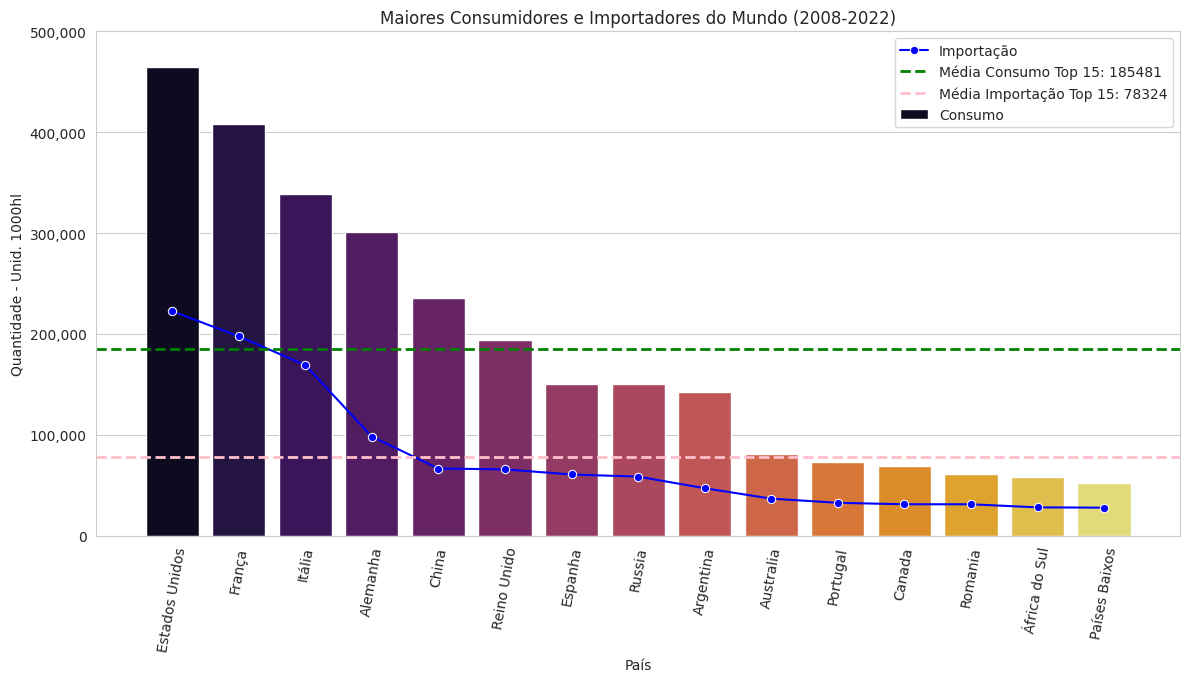 Maiores Consumidores e Importadores do Mundo (2008-2022)
Importação
Média Consumo Top 15: 185481
Média Importação Top 15: 78324
Consumo
Quantidade - Unid. 1000hl
500,000
400,000
300,000
200,000
100,000
0
Estados Unidos
França
Itália
Alemanha
China
Reino Unido
Espanha
Russia
Argentina
Australia
Portugal
Canada
Romania
África do Sul
Países Baixos
País